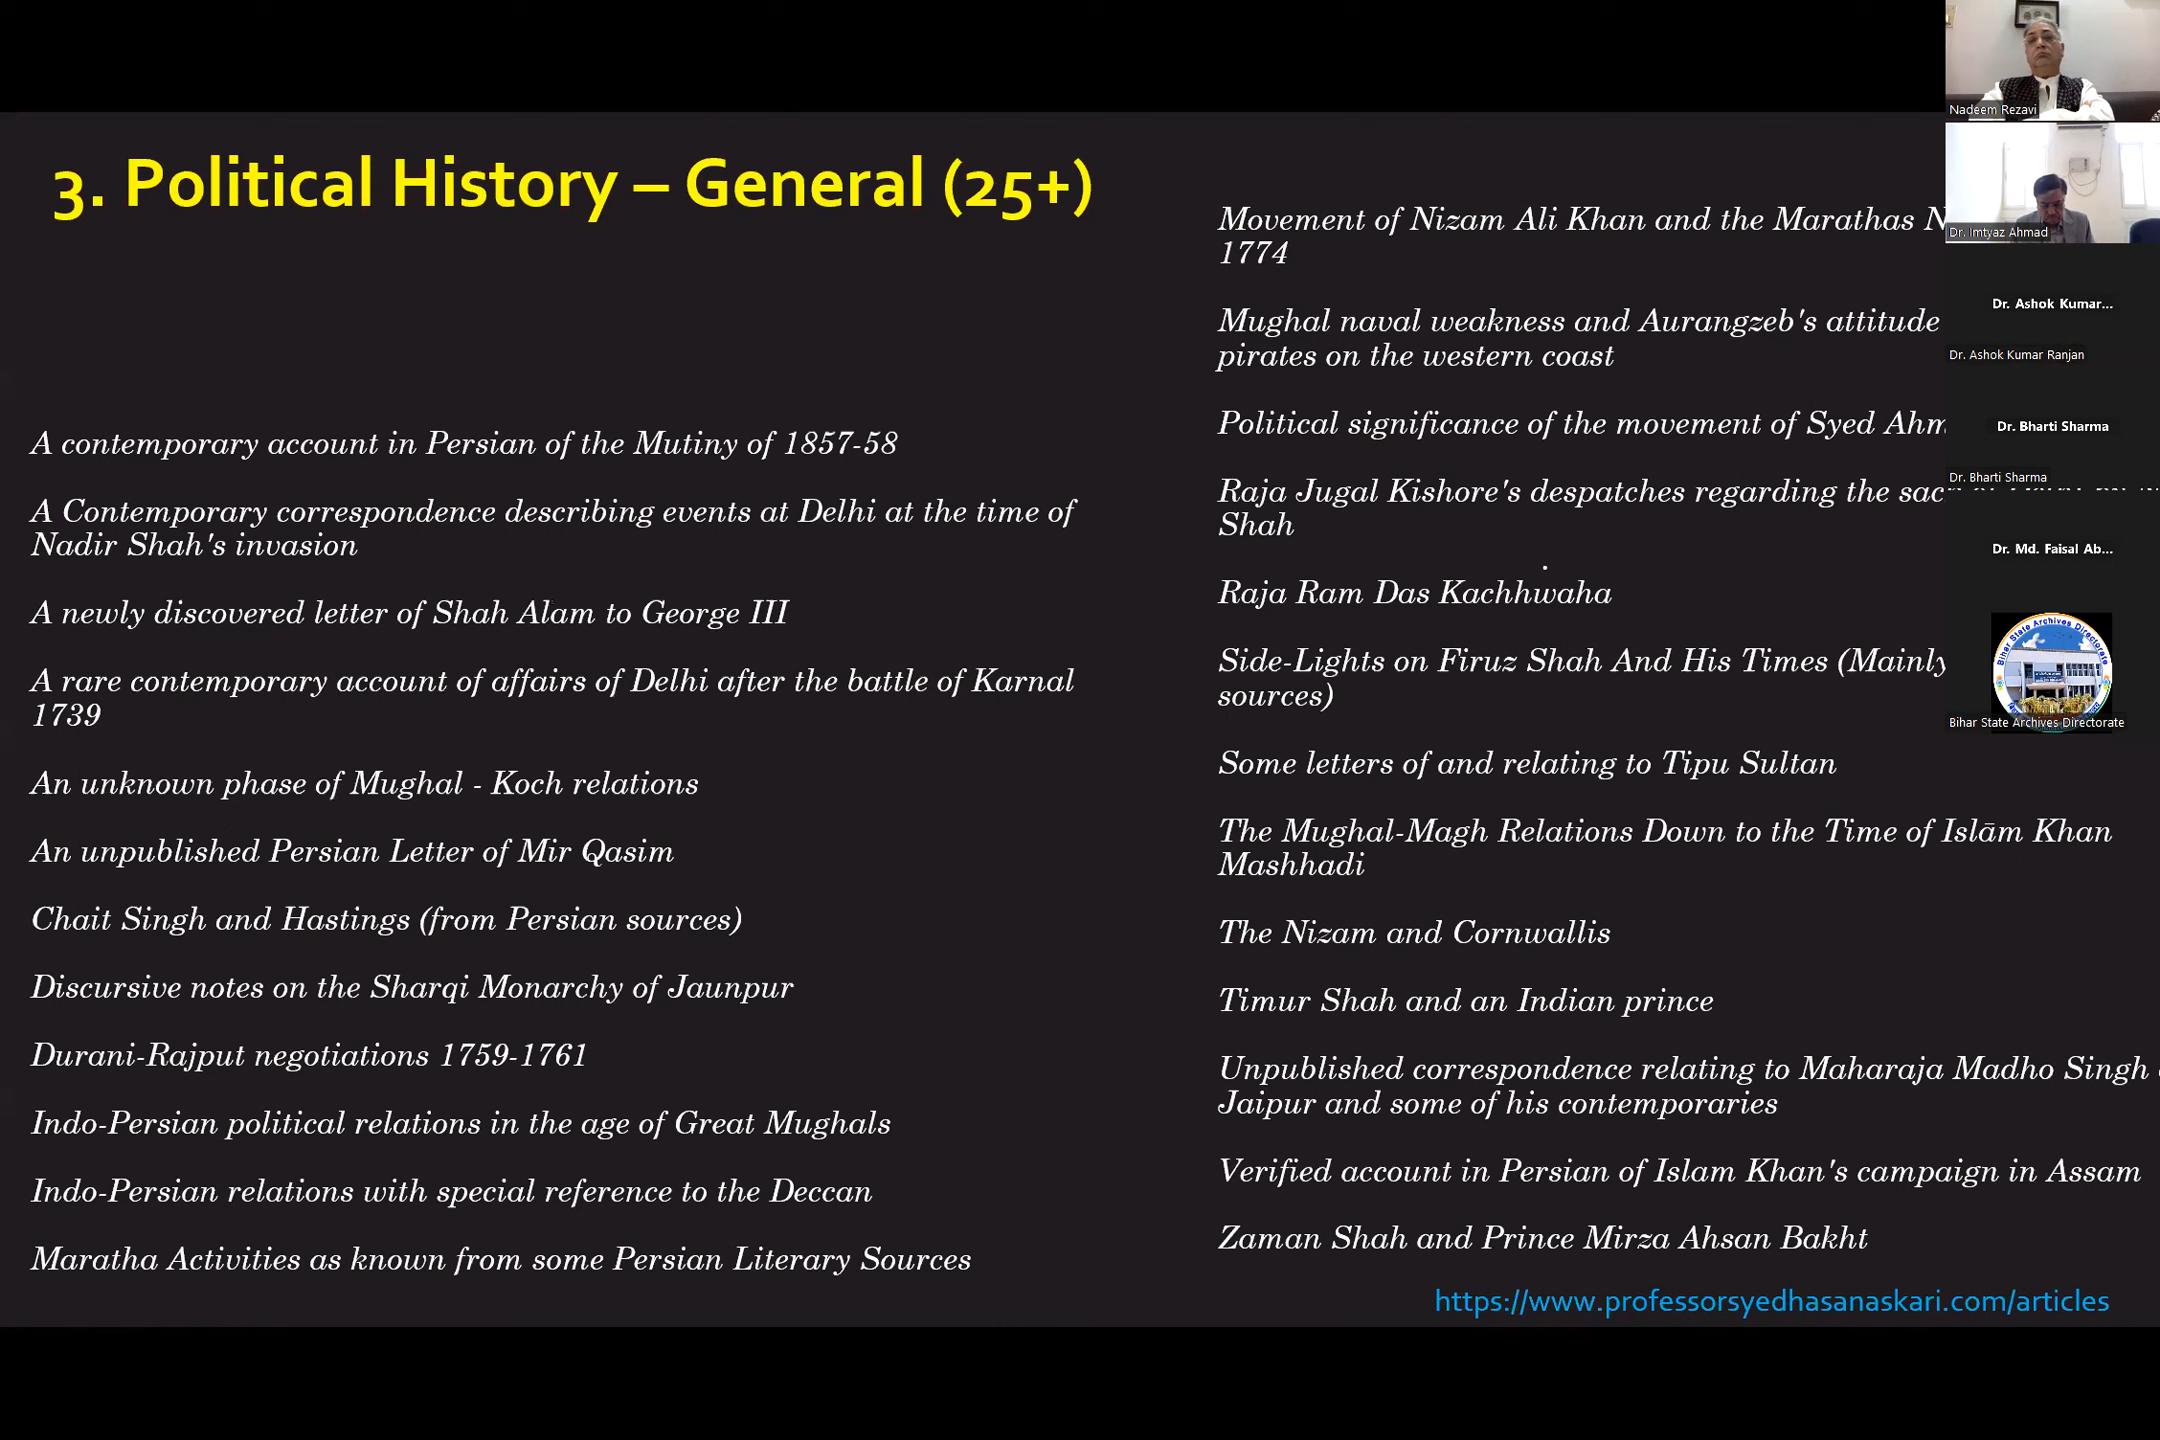 3. Political History – General (25+)
A contemporary account in Persian of the Mutiny of 1857-58
A Contemporary correspondence describing events at Delhi at the time of
Nadir Shah's invasion
A newly discovered letter of Shah Alam to George III
A rare contemporary account of affairs of Delhi after the battle of Karnal
1739
An unknown phase of Mughal - Koch relations
An unpublished Persian Letter of Mir Qasim
Chait Singh and Hastings (from Persian sources)
Discursive notes on the Sharqi Monarchy of Jaunpur
Durani-Rajput negotiations 1759-1761
Indo-Persian political relations in the age of Great Mughals
Indo-Persian relations with special reference to the Deccan
Maratha Activities as known from some Persian Literary Sources
Movement of Nizam Ali Khan and the Marathas
1774
Mughal naval weakness and Aurangzeb's attitude
pirates on the western coast
Political significance of the movement of Syed
Raja Jugal Kishore's despatches regarding the
Shah
Raja Ram Das Kachhwaha
Side-Lights on Firuz Shah And His Times (Mainly
sources)
Some letters of and relating to Tipu Sultan
The Mughal-Magh Relations Down to the Time of Islām Khan
Mashhadi
The Nizam and Cornwallis
Timur Shah and an Indian prince
Unpublished correspondence relating to Maharaja Madho Singh
Jaipur and some of his contemporaries
Verified account in Persian of Islam Khan's campaign in Assam
Zaman Shah and Prince Mirza Ahsan Bakht
https://www.professorsyedhasanaskari.com/articles
Nadeem Rezavi
Dr. Imtyaz Ahmad
Dr. Ashok Kumar...
Dr. Ashok Kumar Ranjan
Dr. Bharti Sharma
Dr. Bharti Sharma
Dr. Md. Faisal Ab...
Bihar State Archives Directorate
Bihar State Archives Directorate